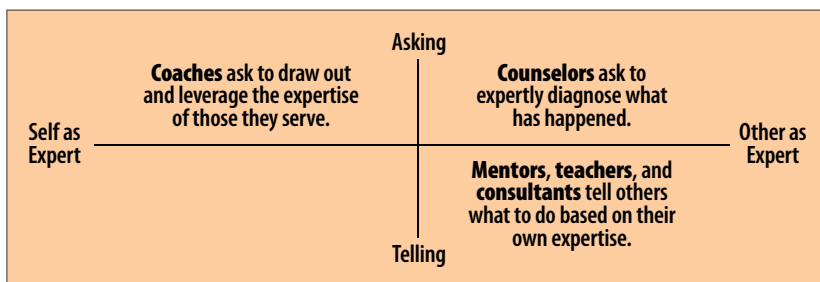 Asking
Coaches ask to draw out
and leverage the expertise
of those they serve.
Counselors ask to
expertly diagnose what
has happened.
Self as
Expert
Other as
Expert
Mentors, teachers, and
consultants tell others
what to do based on their
own expertise.
Telling